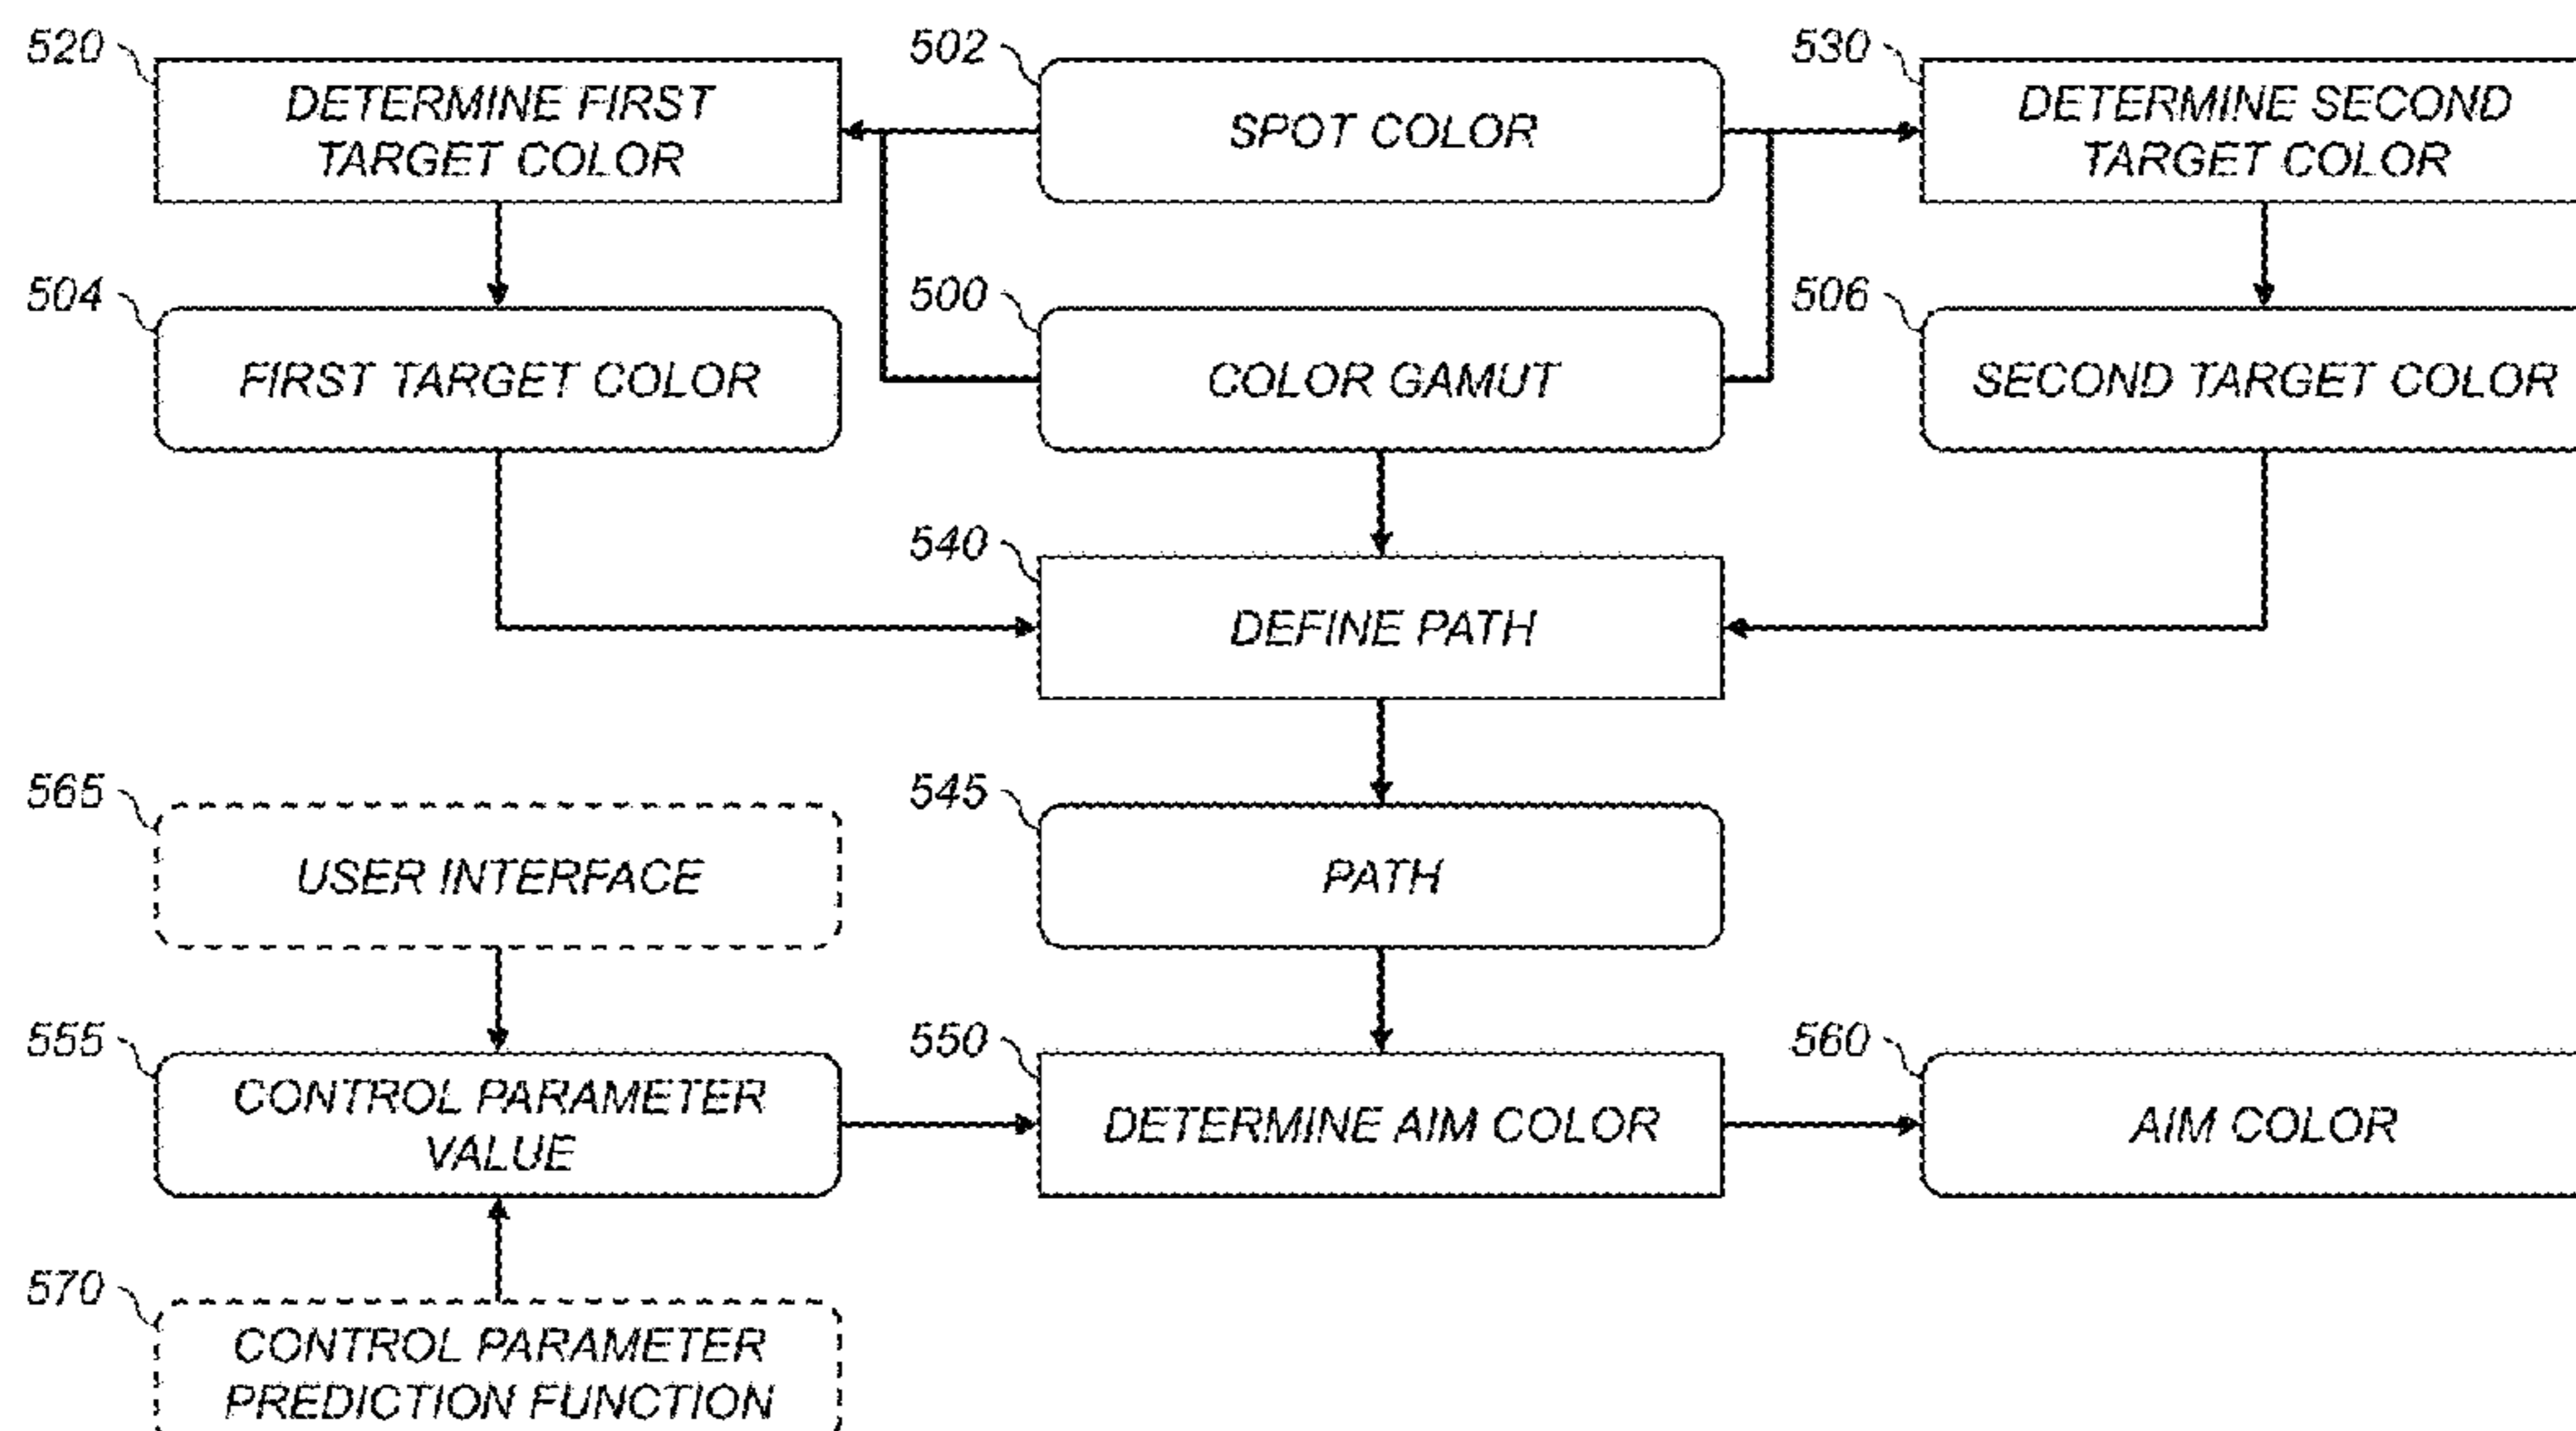 520
DETERMINE FIRST
TARGET COLOR
502
SPOT COLOR
530
DETERMINE SECOND
TARGET COLOR
504
FIRST TARGET COLOR
500
COLOR GAMUT
506
SECOND TARGET COLOR
540
DEFINE PATH
565
USER INTERFACE
545
PATH
555
CONTROL PARAMETER
VALUE
550
DETERMINE AIM COLOR
560
AIM COLOR
570
CONTROL PARAMETER
PREDICTION FUNCTION